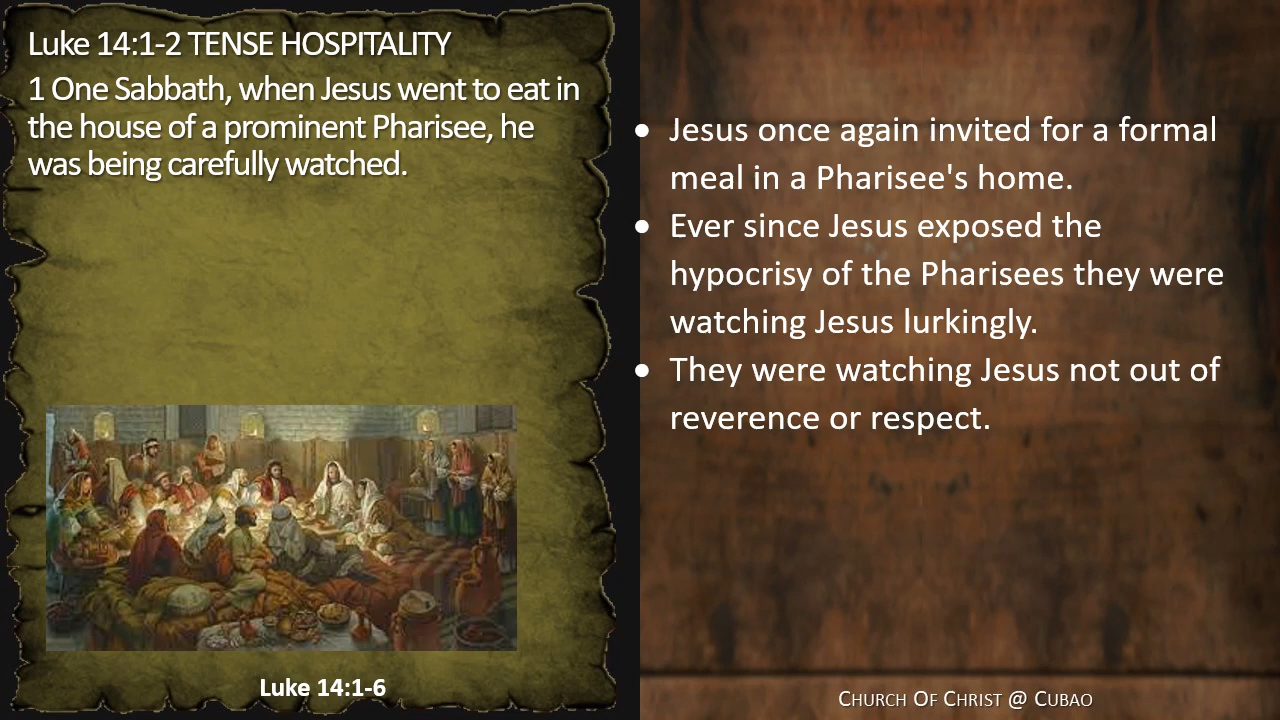 Luke 14:1-2 TENSE HOSPITALITY
1 One Sabbath, when Jesus went to eat in
the house of a prominent Pharisee, he
was being carefully watched.
Luke 14:1-6
• Jesus once again invited for a formal
meal in a Pharisee's home.
• Ever since Jesus exposed the
hypocrisy of the Pharisees they were
watching Jesus lurkingly.
• They were watching Jesus not out of
reverence or respect.
CHURCH OF CHRIST @ CUBAO